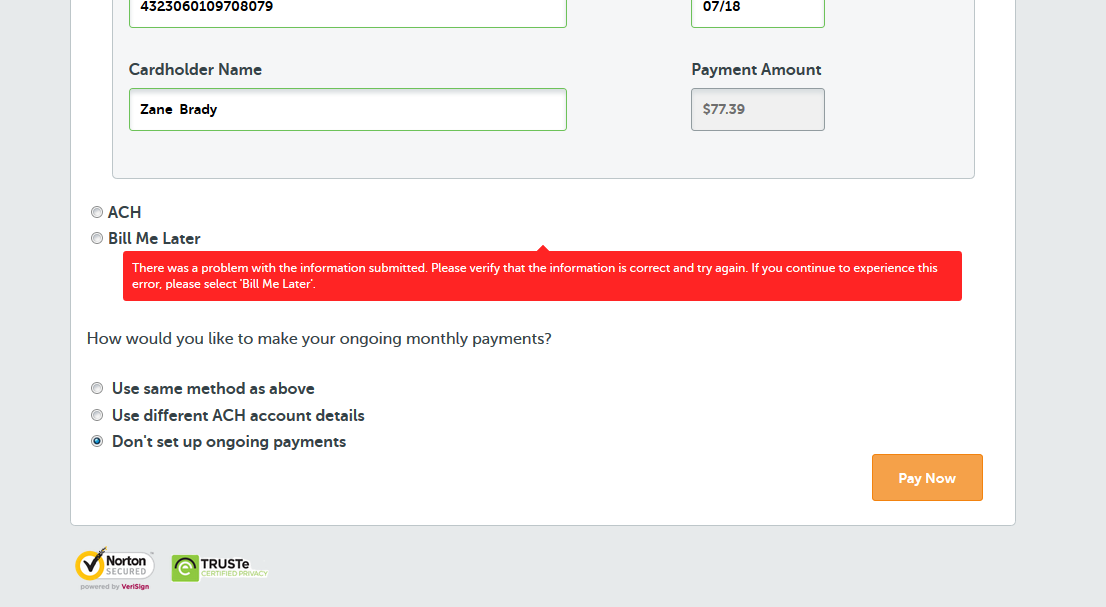 4323060109708079 07/18
Cardholder Name Payment Amount
Zane Brady $77.39
ACH
Bill Me Later
There was a problem with the information submitted. Please verify that the information is correct and try again. If you continue to experience this
error, please select 'Bill Me Later'.
How would you like to make your ongoing monthly payments?
Use same method as above
Use different ACH account details
Don't set up ongoing payments
Pay Now
Norton
SECURED
powered by VeriSign
TRUSTe
CERTIFIED PRIVACY